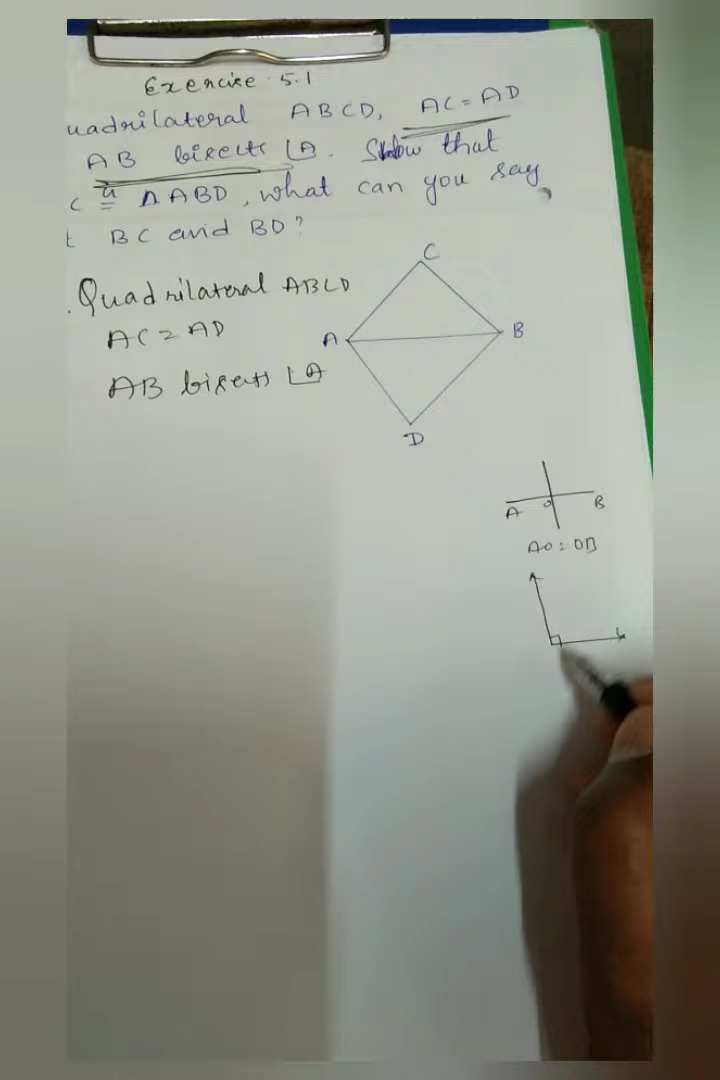 Exercise 5.1
uadrilateral ABCD, AC = AD
AB bisects ∠A. Show that
c ≅ ΔABD, what can you say
t BC and BD?
. Quadrilateral ABCD
AC = AD
AB bisects ∠A
C
A
B
D
A
O
B
AO = OB